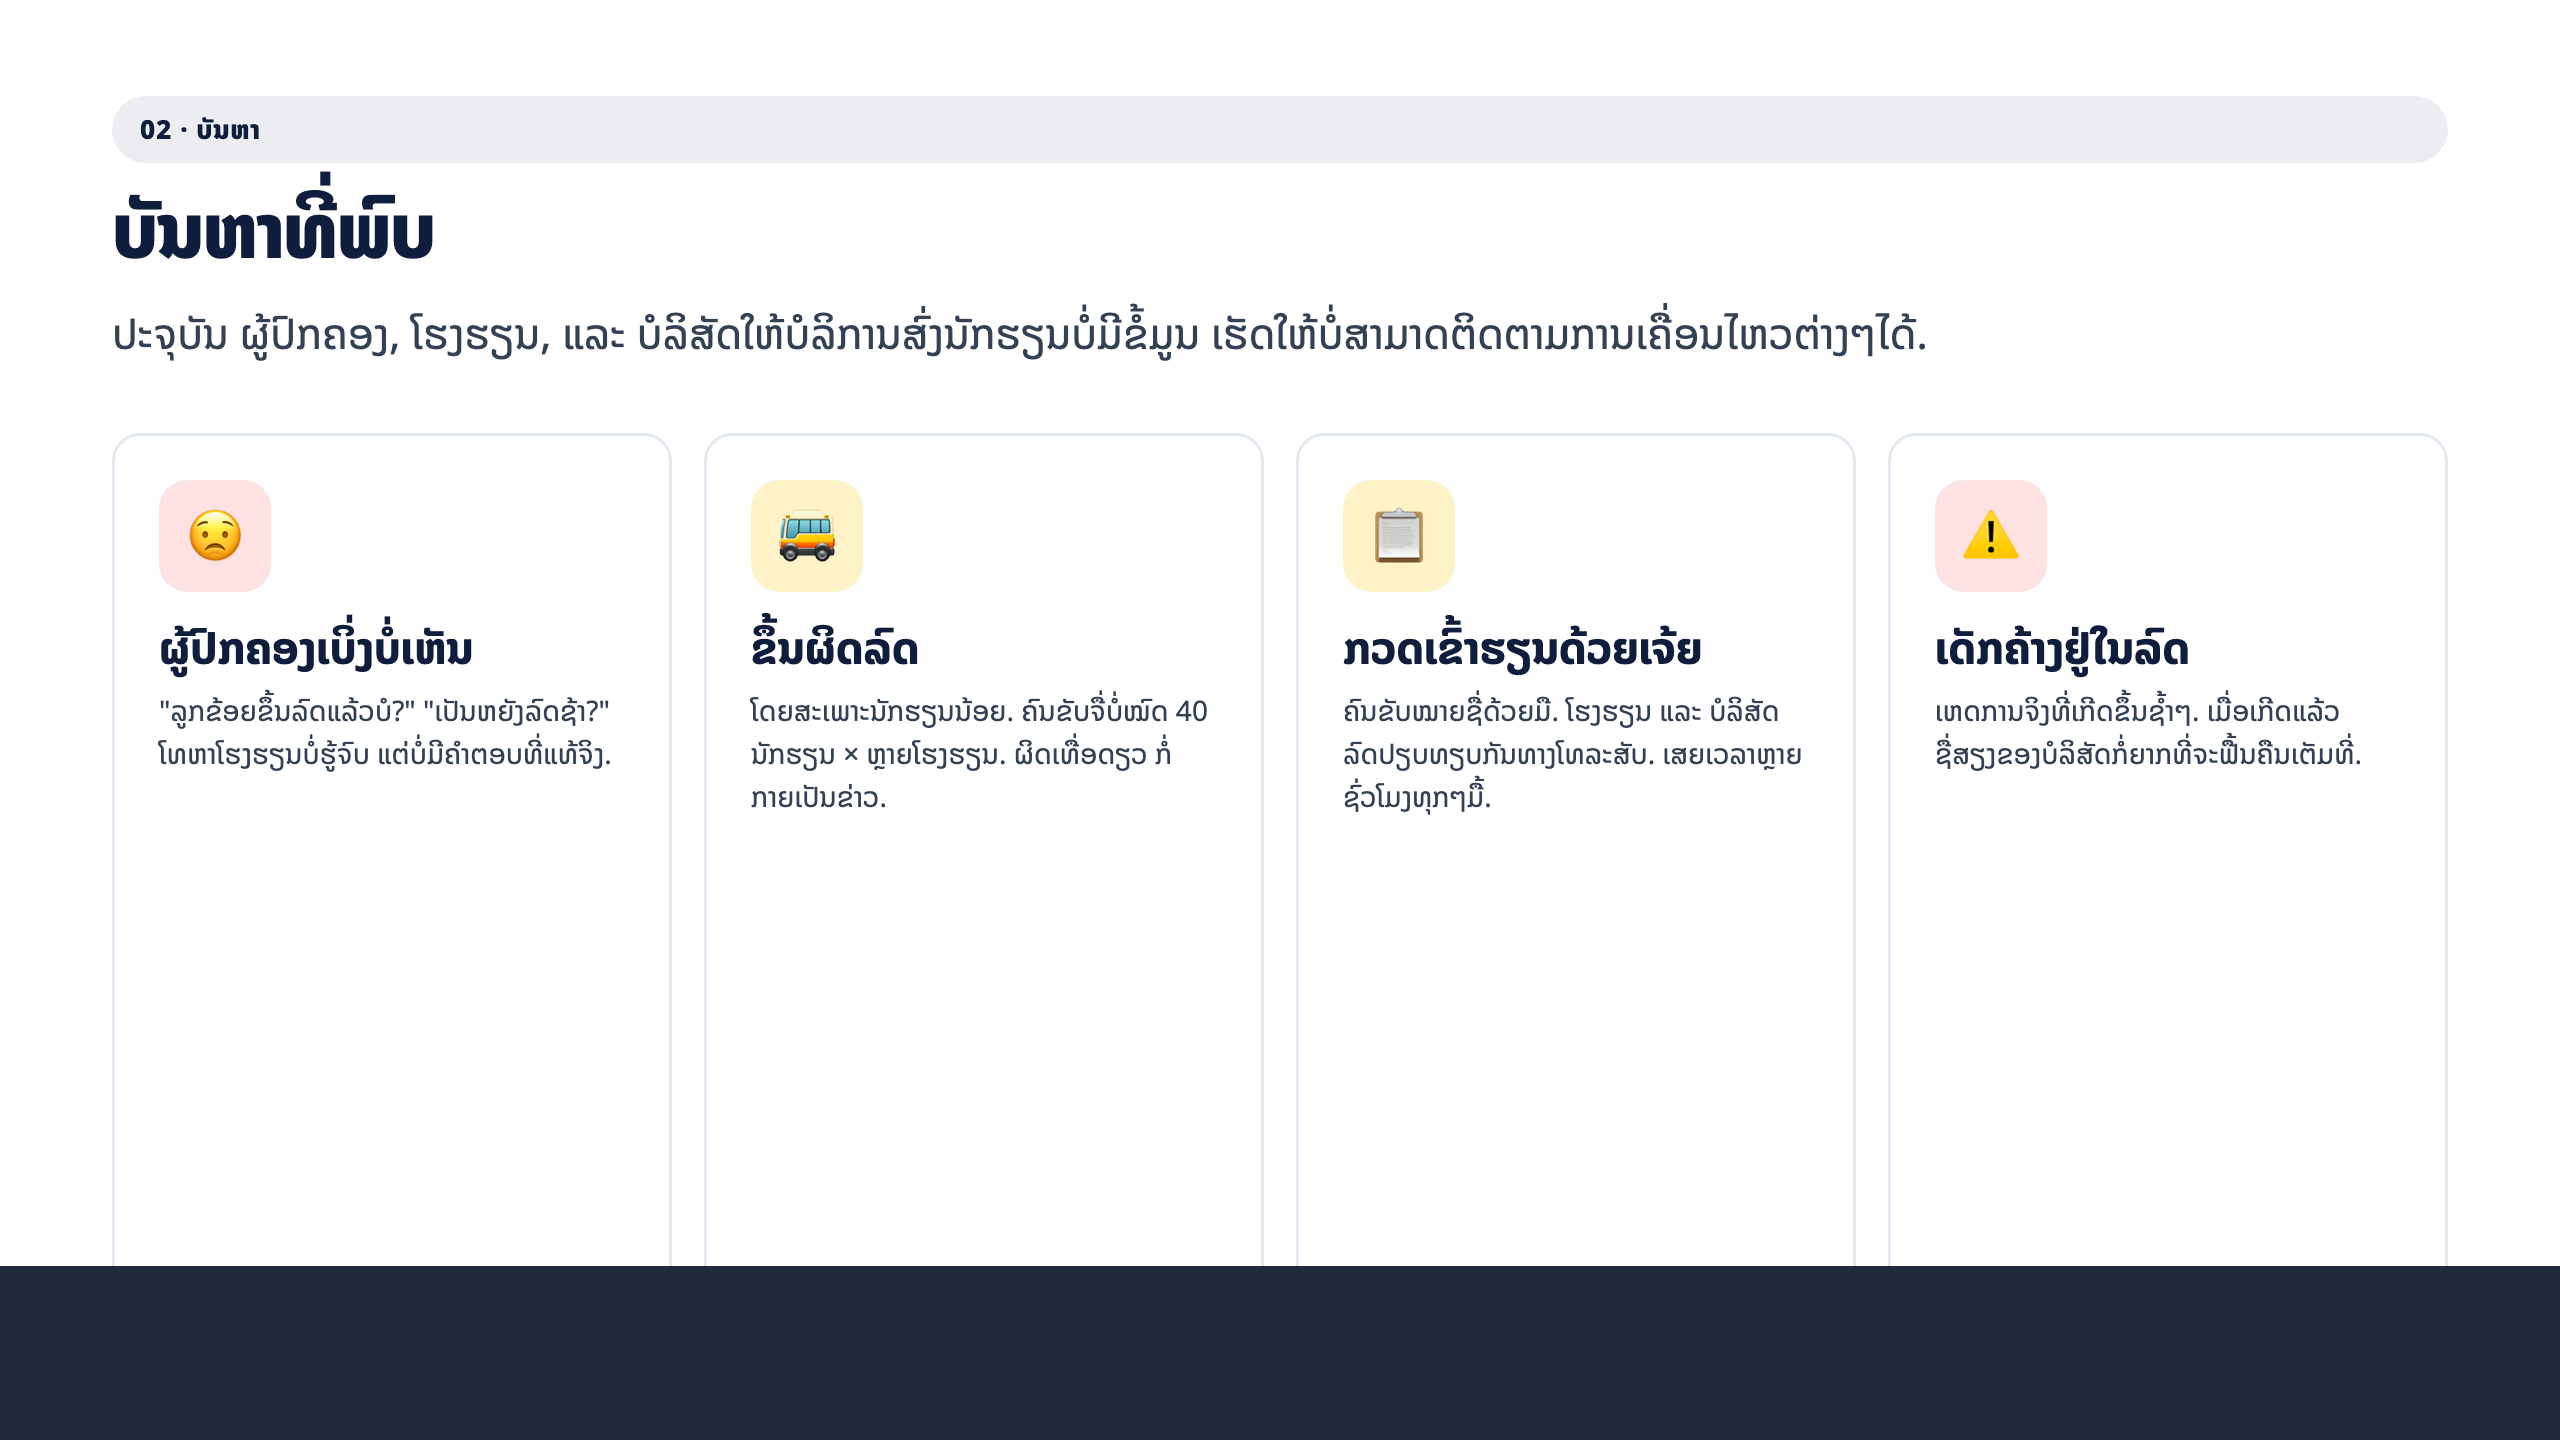 02 · ບັນຫາ
ບັນຫາທີ່ພົບ
ປະຈຸບັນ ຜູ້ປົກຄອງ, ໂຮງຮຽນ, ແລະ ບໍລິສັດໃຫ້ບໍລິການສົ່ງນັກຮຽນບໍ່ມີຂໍ້ມູນ ເຮັດໃຫ້ບໍ່ສາມາດຕິດຕາມການເຄື່ອນໄຫວຕ່າງໆໄດ້.
ຜູ້ປົກຄອງເບິ່ງບໍ່ເຫັນ
"ລູກຂ້ອຍຂຶ້ນລົດແລ້ວບໍ?" "ເປັນຫຍັງລົດຊ້າ?"
ໂທຫາໂຮງຮຽນບໍ່ຮູ້ຈົບ ແຕ່ບໍ່ມີຄຳຕອບທີ່ແທ້ຈິງ.
ຂຶ້ນຜິດລົດ
ໂດຍສະເພາະນັກຮຽນນ້ອຍ. ຄົນຂັບຈື່ບໍ່ໝົດ 40
ນັກຮຽນ × ຫຼາຍໂຮງຮຽນ. ຜິດເທື່ອດຽວ ກໍ່
ກາຍເປັນຂ່າວ.
ກວດເຂົ້າຮຽນດ້ວຍເຈ້ຍ
ຄົນຂັບໝາຍຊື່ດ້ວຍມື. ໂຮງຮຽນ ແລະ ບໍລິສັດ
ລົດປຽບທຽບກັນທາງໂທລະສັບ. ເສຍເວລາຫຼາຍ
ຊົ່ວໂມງທຸກໆມື້.
ເດັກຄ້າງຢູ່ໃນລົດ
ເຫດການຈິງທີ່ເກີດຂຶ້ນຊ້ຳໆ. ເມື່ອເກີດແລ້ວ
ຊື່ສຽງຂອງບໍລິສັດກໍ່ຍາກທີ່ຈະຟື້ນຄືນເຕັມທີ່.